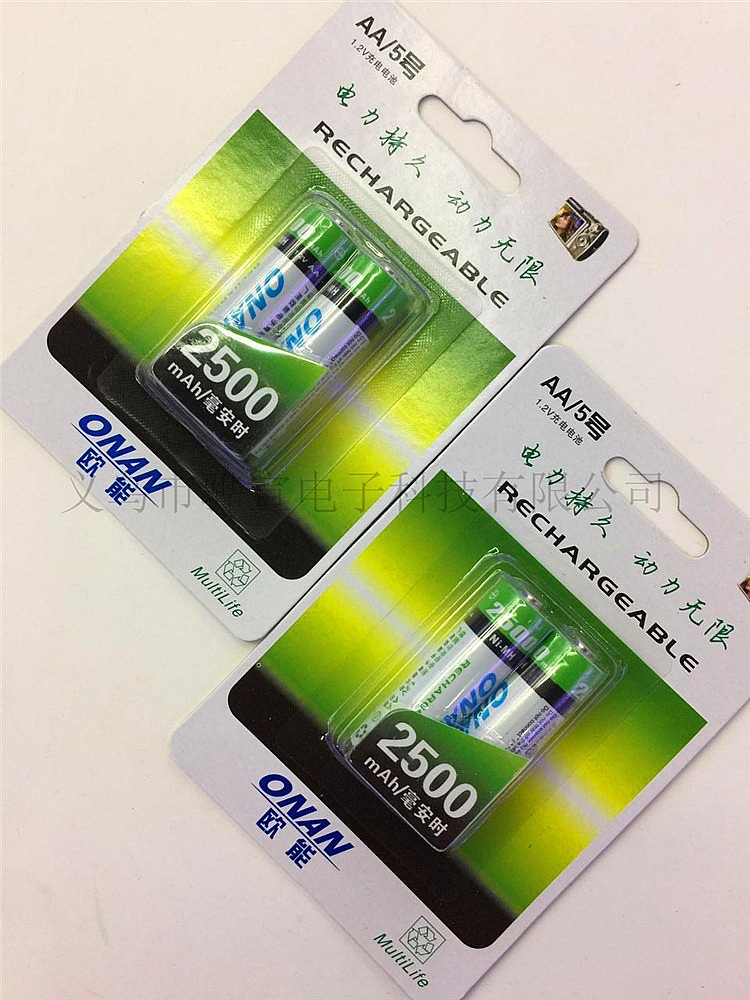 AA/5号
1.2V充电电池
电力持久 动力无限
RECHARGEABLE
2500
mAh/毫安时
ONAN
欧能
MultiLife
AA/5号
1.2V充电电池
电力持久 动力无限
RECHARGEABLE
Ni-MH
2500
mAh/毫安时
ONAN
欧能
MultiLife